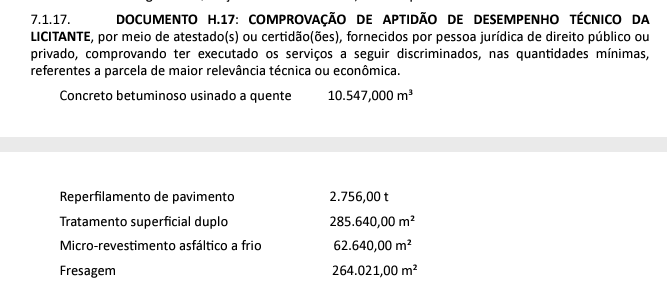 7.1.17. DOCUMENTO H.17: COMPROVAÇÃO DE APTIDÃO DE DESEMPENHO TÉCNICO DA
LICITANTE, por meio de atestado(s) ou certidão(ões), fornecidos por pessoa jurídica de direito público ou
privado, comprovando ter executado os serviços a seguir discriminados, nas quantidades mínimas,
referentes a parcela de maior relevância técnica ou econômica.
Concreto betuminoso usinado a quente 10.547,000 m³
Reperfilamento de pavimento 2.756,00 t
Tratamento superficial duplo 285.640,00 m²
Micro-revestimento asfáltico a frio 62.640,00 m²
Fresagem 264.021,00 m²